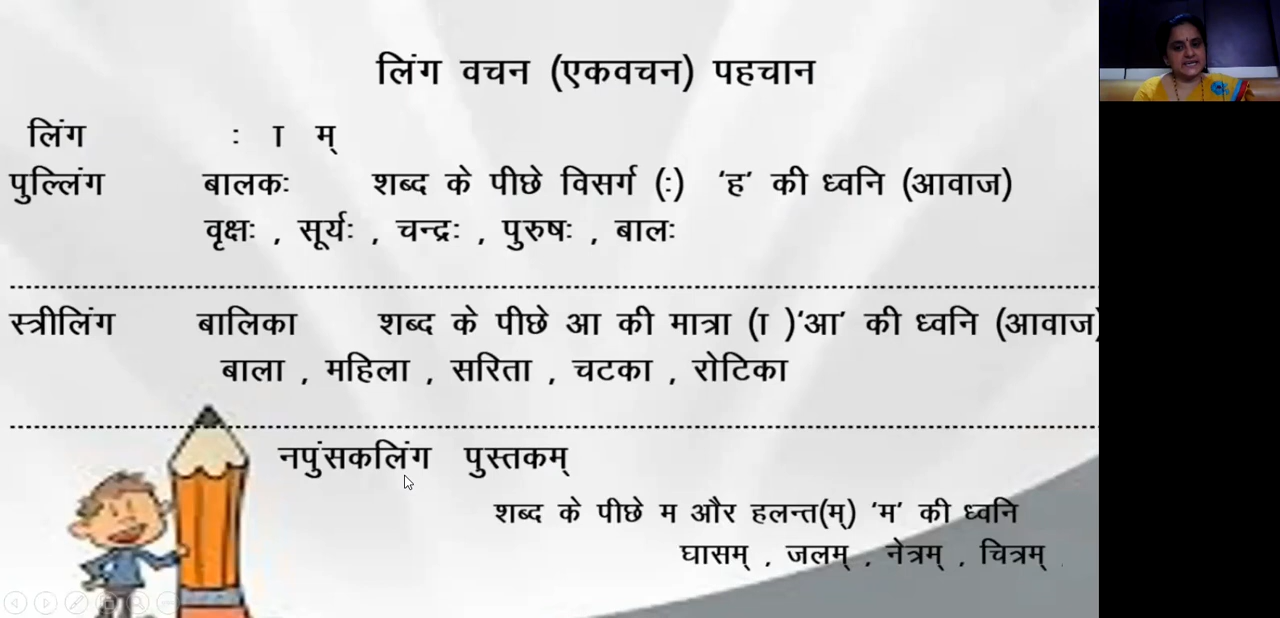 लिंग वचन (एकवचन) पहचान
लिंग : ा म्
पुल्लिंग बालकः शब्द के पीछे विसर्ग (ः) 'ह' की ध्वनि (आवाज)
वृक्षः , सूर्यः , चन्द्रः , पुरुषः , बालः
स्त्रीलिंग बालिका शब्द के पीछे आ की मात्रा (ा )'आ' की ध्वनि (आवाज)
बाला , महिला , सरिता , चटका , रोटिका
नपुंसकलिंग पुस्तकम्
शब्द के पीछे म और हलन्त(म्) 'म' की ध्वनि
घासम् , जलम् , नेत्रम् , चित्रम्